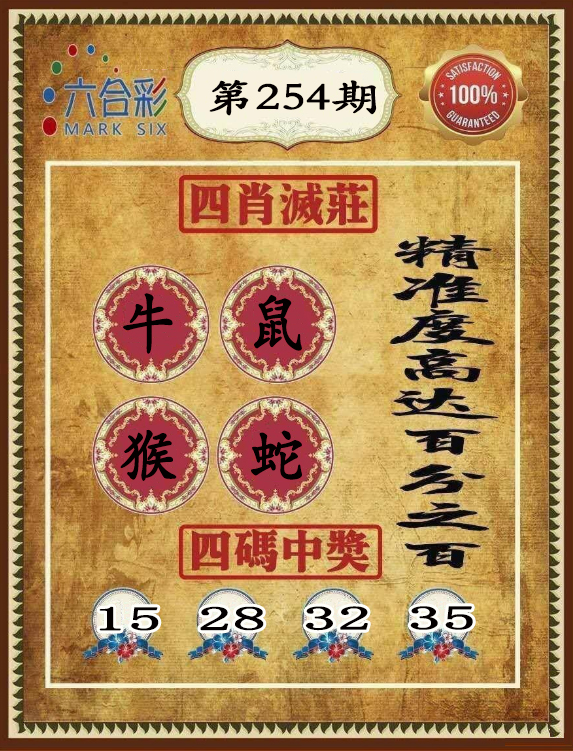 六合彩
MARK SIX
第254期
SATISFACTION
100%
GUARANTEED
四肖滅莊
牛
鼠
猴
蛇
精准度高达百分之百
四碼中獎
15
28
32
35